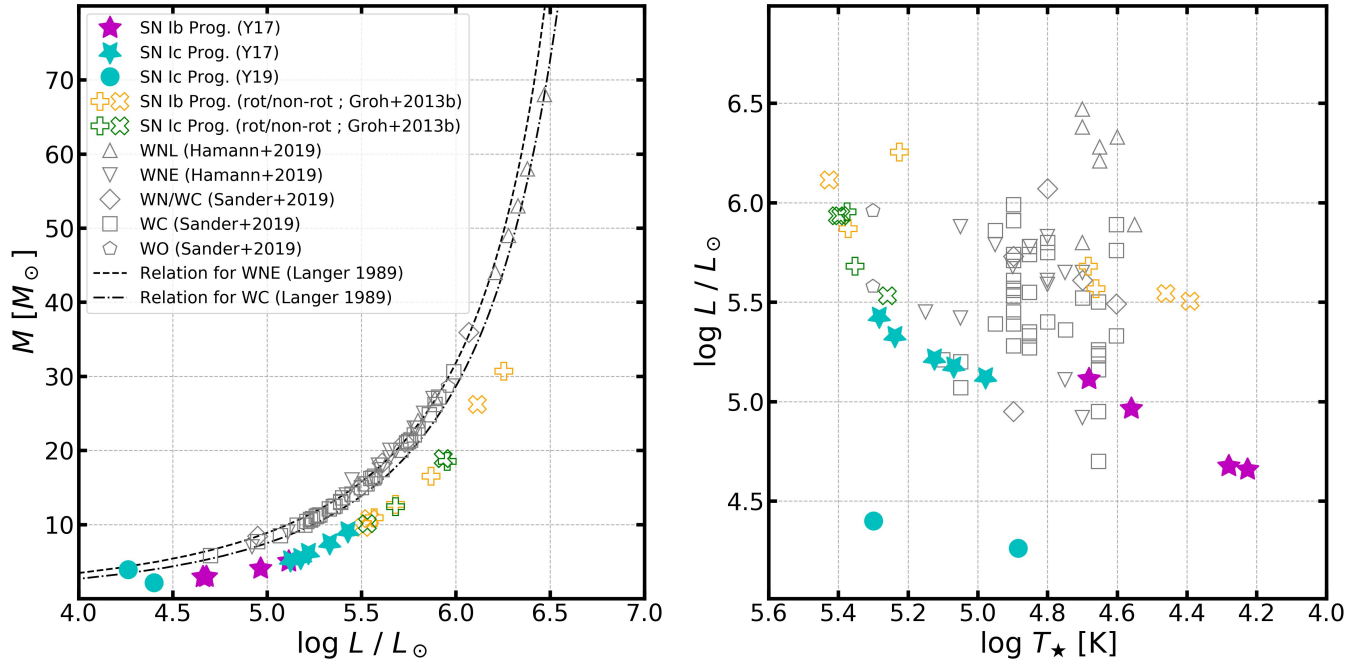 M [M⊙]
70
60
50
40
30
20
10
SN Ib Prog. (Y17)
SN Ic Prog. (Y17)
SN Ic Prog. (Y19)
SN Ib Prog. (rot/non-rot ; Groh+2013b)
SN Ic Prog. (rot/non-rot ; Groh+2013b)
WNL (Hamann+2019)
WNE (Hamann+2019)
WN/WC (Sander+2019)
WC (Sander+2019)
WO (Sander+2019)
Relation for WNE (Langer 1989)
Relation for WC (Langer 1989)
4.0 4.5 5.0 5.5 6.0 6.5 7.0
log L / L⊙
log L / L⊙
6.5
6.0
5.5
5.0
4.5
5.6 5.4 5.2 5.0 4.8 4.6 4.4 4.2 4.0
log T★ [K]